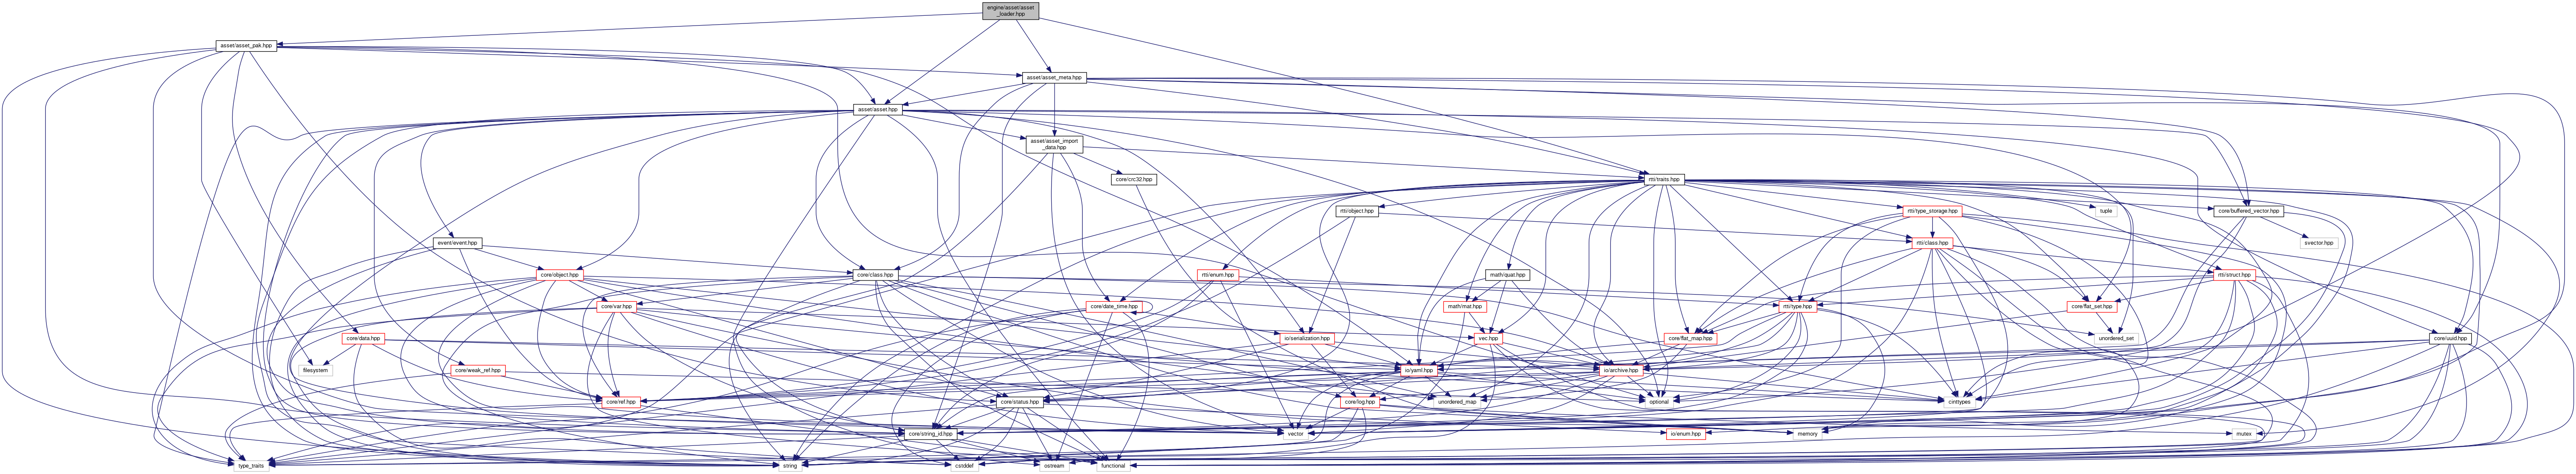 engine/asset/asset
_loader.hpp
asset/asset_pak.hpp
asset/asset_meta.hpp
asset/asset.hpp
asset/asset_import
_data.hpp
core/crc32.hpp
rtti/traits.hpp
rtti/object.hpp
rtti/type_storage.hpp
tuple
core/buffered_vector.hpp
event/event.hpp
rtti/class.hpp
svector.hpp
core/object.hpp
core/class.hpp
rtti/enum.hpp
math/quat.hpp
rtti/struct.hpp
core/var.hpp
core/date_time.hpp
math/mat.hpp
rtti/type.hpp
core/flat_set.hpp
core/data.hpp
io/serialization.hpp
vec.hpp
core/flat_map.hpp
unordered_set
core/uuid.hpp
filesystem
core/weak_ref.hpp
io/yaml.hpp
io/archive.hpp
core/ref.hpp
core/status.hpp
core/log.hpp
unordered_map
optional
cinttypes
core/string_id.hpp
vector
io/enum.hpp
memory
mutex
type_traits
string
cstddef
ostream
functional